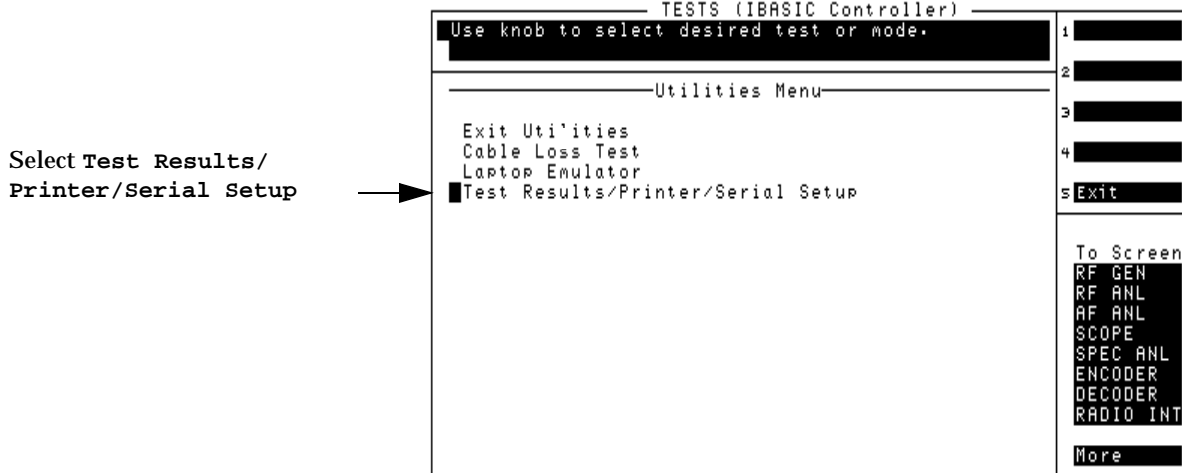 TESTS (IBASIC Controller)
Use knob to select desired test or mode.
Utilities Menu
Exit Uti'ities
Cable Loss Test
Laptop Emulator
Test Results/Printer/Serial Setup
Select Test Results/
Printer/Serial Setup
1
2
3
4
5 Exit
To Screen
RF GEN
RF ANL
AF ANL
SCOPE
SPEC ANL
ENCODER
DECODER
RADIO INT
More